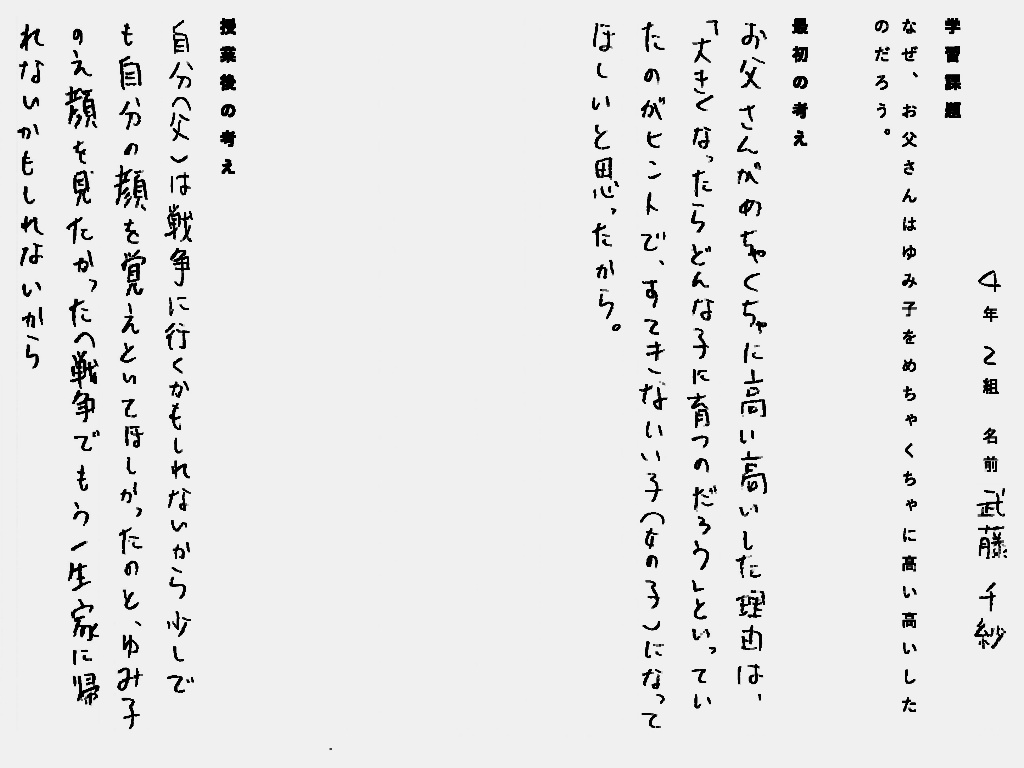 4年2組 名前 武藤 千紗
学習課題
なぜ、お父さんはゆみ子をめちゃくちゃに高い高いした
のだろう。
最初の考え
お父さんがめちゃくちゃに高い高いした理由は、
「大きくなったらどんな子に育つのだろう」といってい
たのがヒントで、すてきないい子(女の子)になって
ほしいと思ったから。
授業後の考え
自分(父)は戦争に行くかもしれないから少しで
も自分の顔を覚えといてほしかったのと、ゆみ子
のえ顔を見たかった(戦争でもう一生家に帰
れないかもしれないから